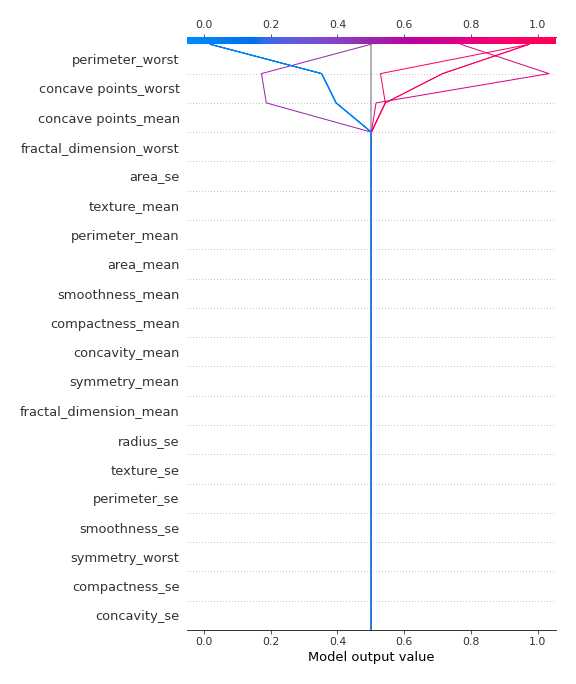 0.0 0.2 0.4 0.6 0.8 1.0
perimeter_worst
concave points_worst
concave points_mean
fractal_dimension_worst
area_se
texture_mean
perimeter_mean
area_mean
smoothness_mean
compactness_mean
concavity_mean
symmetry_mean
fractal_dimension_mean
radius_se
texture_se
perimeter_se
smoothness_se
symmetry_worst
compactness_se
concavity_se
0.0 0.2 0.4 0.6 0.8 1.0
Model output value